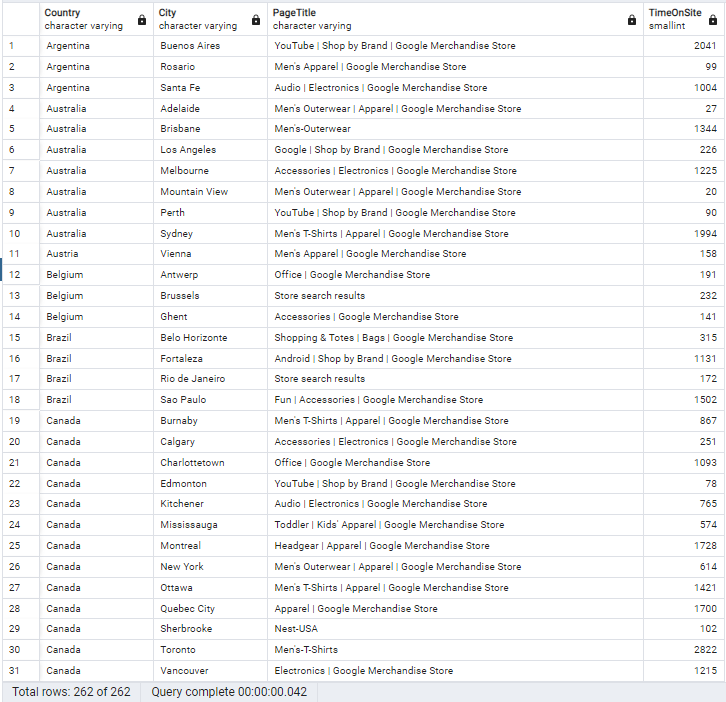 Country City PageTitle TimeOnSite
character varying character varying character varying smallint
1 Argentina Buenos Aires YouTube | Shop by Brand | Google Merchandise Store 2041
2 Argentina Rosario Men's Apparel | Google Merchandise Store 99
3 Argentina Santa Fe Audio | Electronics | Google Merchandise Store 1004
4 Australia Adelaide Men's Outerwear | Apparel | Google Merchandise Store 27
5 Australia Brisbane Men's-Outerwear 1344
6 Australia Los Angeles Google | Shop by Brand | Google Merchandise Store 226
7 Australia Melbourne Accessories | Electronics | Google Merchandise Store 1225
8 Australia Mountain View Men's Outerwear | Apparel | Google Merchandise Store 20
9 Australia Perth YouTube | Shop by Brand | Google Merchandise Store 90
10 Australia Sydney Men's T-Shirts | Apparel | Google Merchandise Store 1994
11 Austria Vienna Men's Apparel | Google Merchandise Store 158
12 Belgium Antwerp Office | Google Merchandise Store 191
13 Belgium Brussels Store search results 232
14 Belgium Ghent Accessories | Google Merchandise Store 141
15 Brazil Belo Horizonte Shopping & Totes | Bags | Google Merchandise Store 315
16 Brazil Fortaleza Android | Shop by Brand | Google Merchandise Store 1131
17 Brazil Rio de Janeiro Store search results 172
18 Brazil Sao Paulo Fun | Accessories | Google Merchandise Store 1502
19 Canada Burnaby Men's T-Shirts | Apparel | Google Merchandise Store 867
20 Canada Calgary Accessories | Electronics | Google Merchandise Store 251
21 Canada Charlottetown Office | Google Merchandise Store 1093
22 Canada Edmonton YouTube | Shop by Brand | Google Merchandise Store 78
23 Canada Kitchener Audio | Electronics | Google Merchandise Store 765
24 Canada Mississauga Toddler | Kids' Apparel | Google Merchandise Store 574
25 Canada Montreal Headgear | Apparel | Google Merchandise Store 1728
26 Canada New York Men's Outerwear | Apparel | Google Merchandise Store 614
27 Canada Ottawa Men's T-Shirts | Apparel | Google Merchandise Store 1421
28 Canada Quebec City Apparel | Google Merchandise Store 1700
29 Canada Sherbrooke Nest-USA 102
30 Canada Toronto Men's-T-Shirts 2822
31 Canada Vancouver Electronics | Google Merchandise Store 1215
Total rows: 262 of 262 Query complete 00:00:00.042